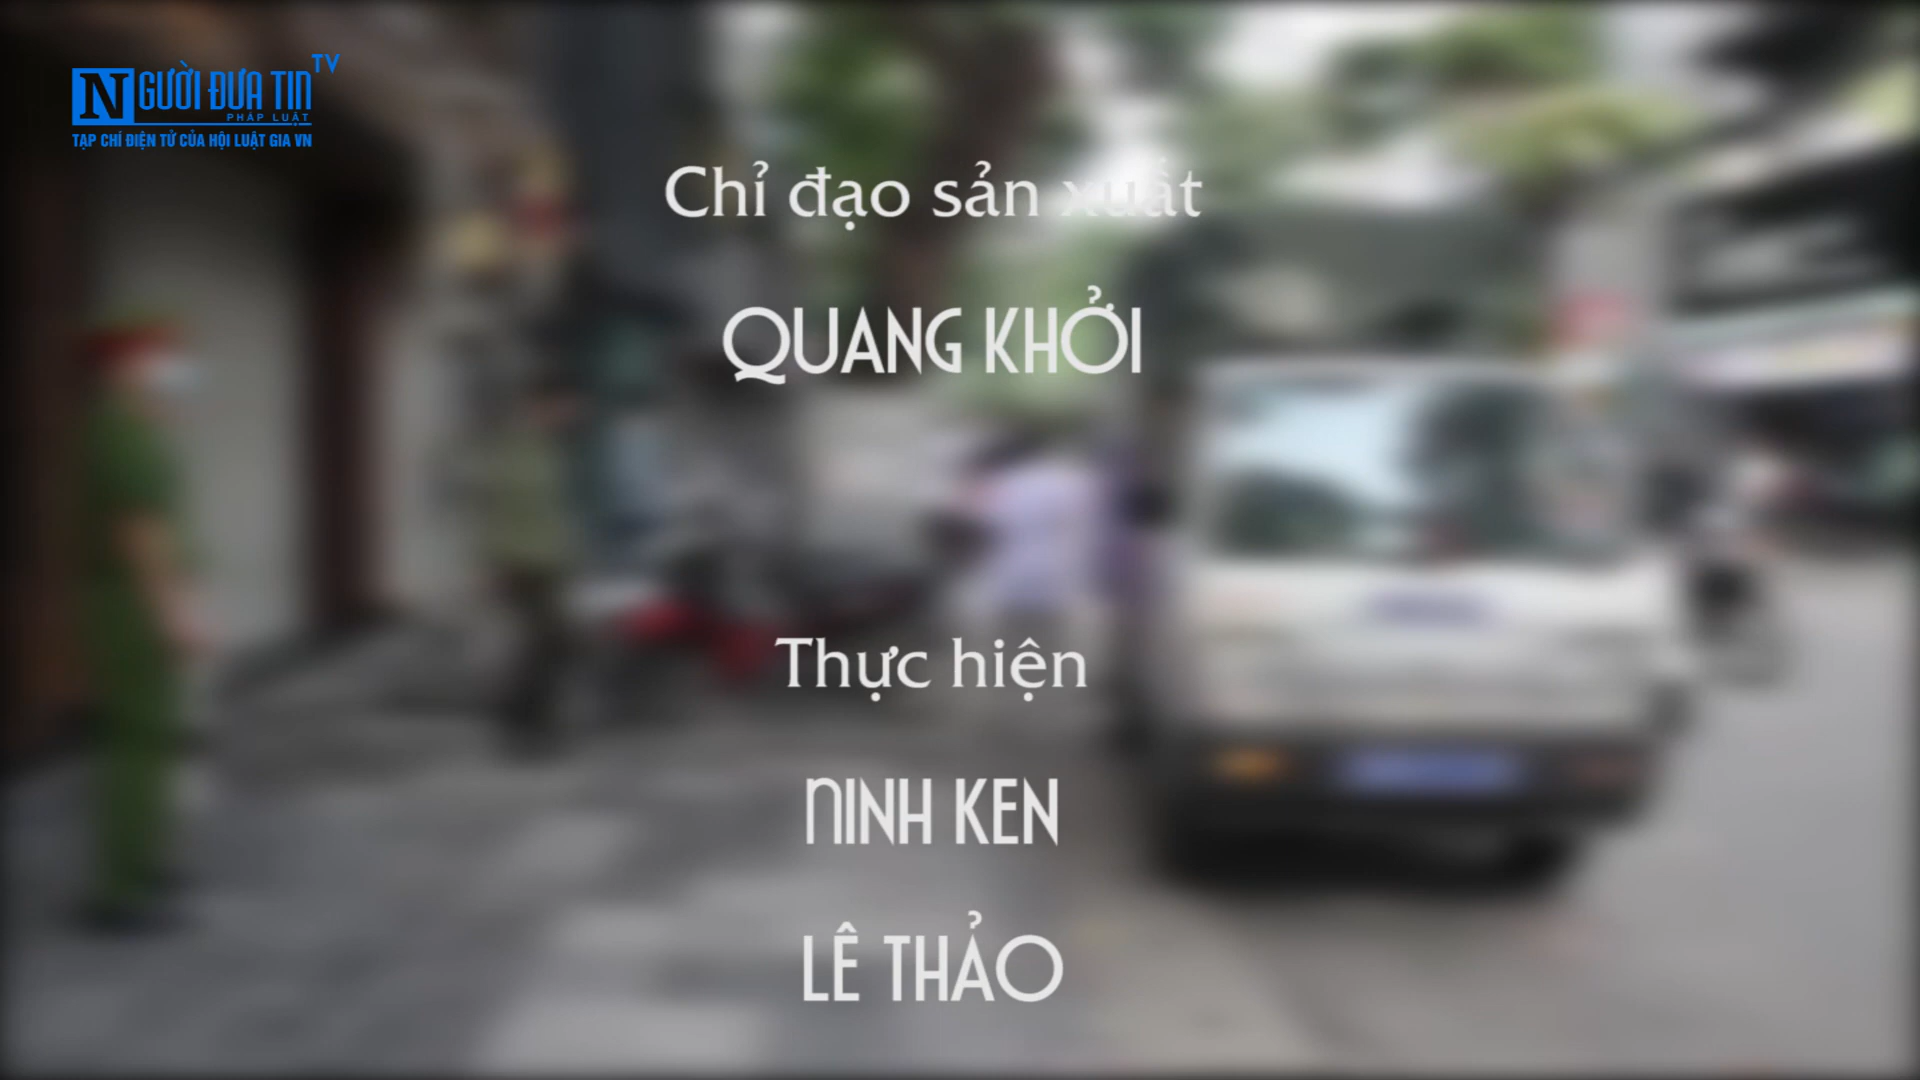 NGƯỜI ĐƯA TIN TV
PHÁP LUẬT
TẠP CHÍ ĐIỆN TỬ CỦA HỘI LUẬT GIA VN
Chỉ đạo sản xuất
QUANG KHỞI
Thực hiện
NINH KEN
LÊ THẢO